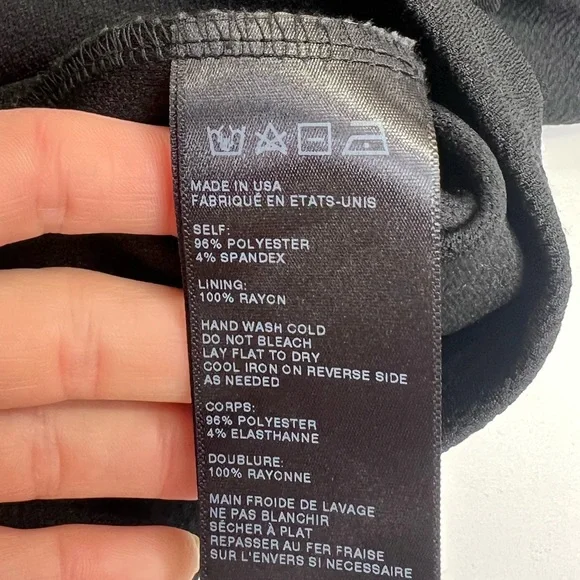 MADE IN USA
FABRIQUÉ EN ETATS-UNIS
SELF:
96% POLYESTER
4% SPANDEX
LINING:
100% RAYON
HAND WASH COLD
DO NOT BLEACH
LAY FLAT TO DRY
COOL IRON ON REVERSE SIDE
AS NEEDED
CORPS:
96% POLYESTER
4% ELASTHANNE
DOUBLURE:
100% RAYONNE
MAIN FROIDE DE LAVAGE
NE PAS BLANCHIR
SÉCHER À PLAT
REPASSER AU FER FRAISE
SUR L'ENVERS SI NECESSAIRE